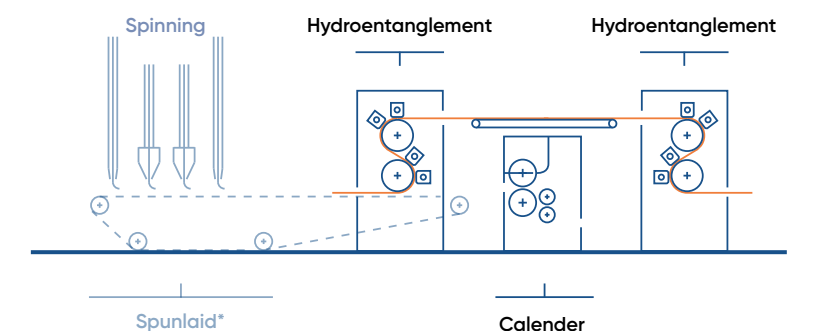 Spinning
Hydroentanglement
Hydroentanglement
Spunlaid*
Calender